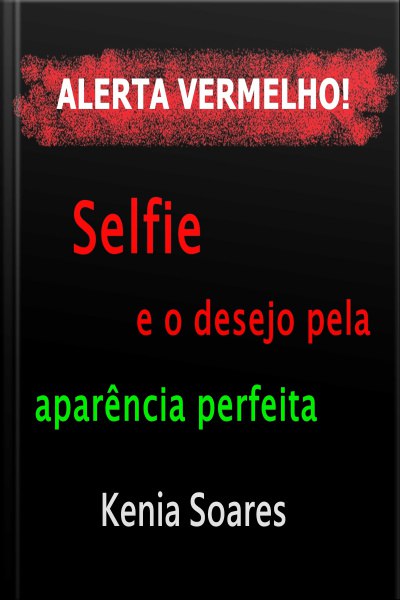 ALERTA VERMELHO!
Selfie
e o desejo pela
aparência perfeita
Kenia Soares